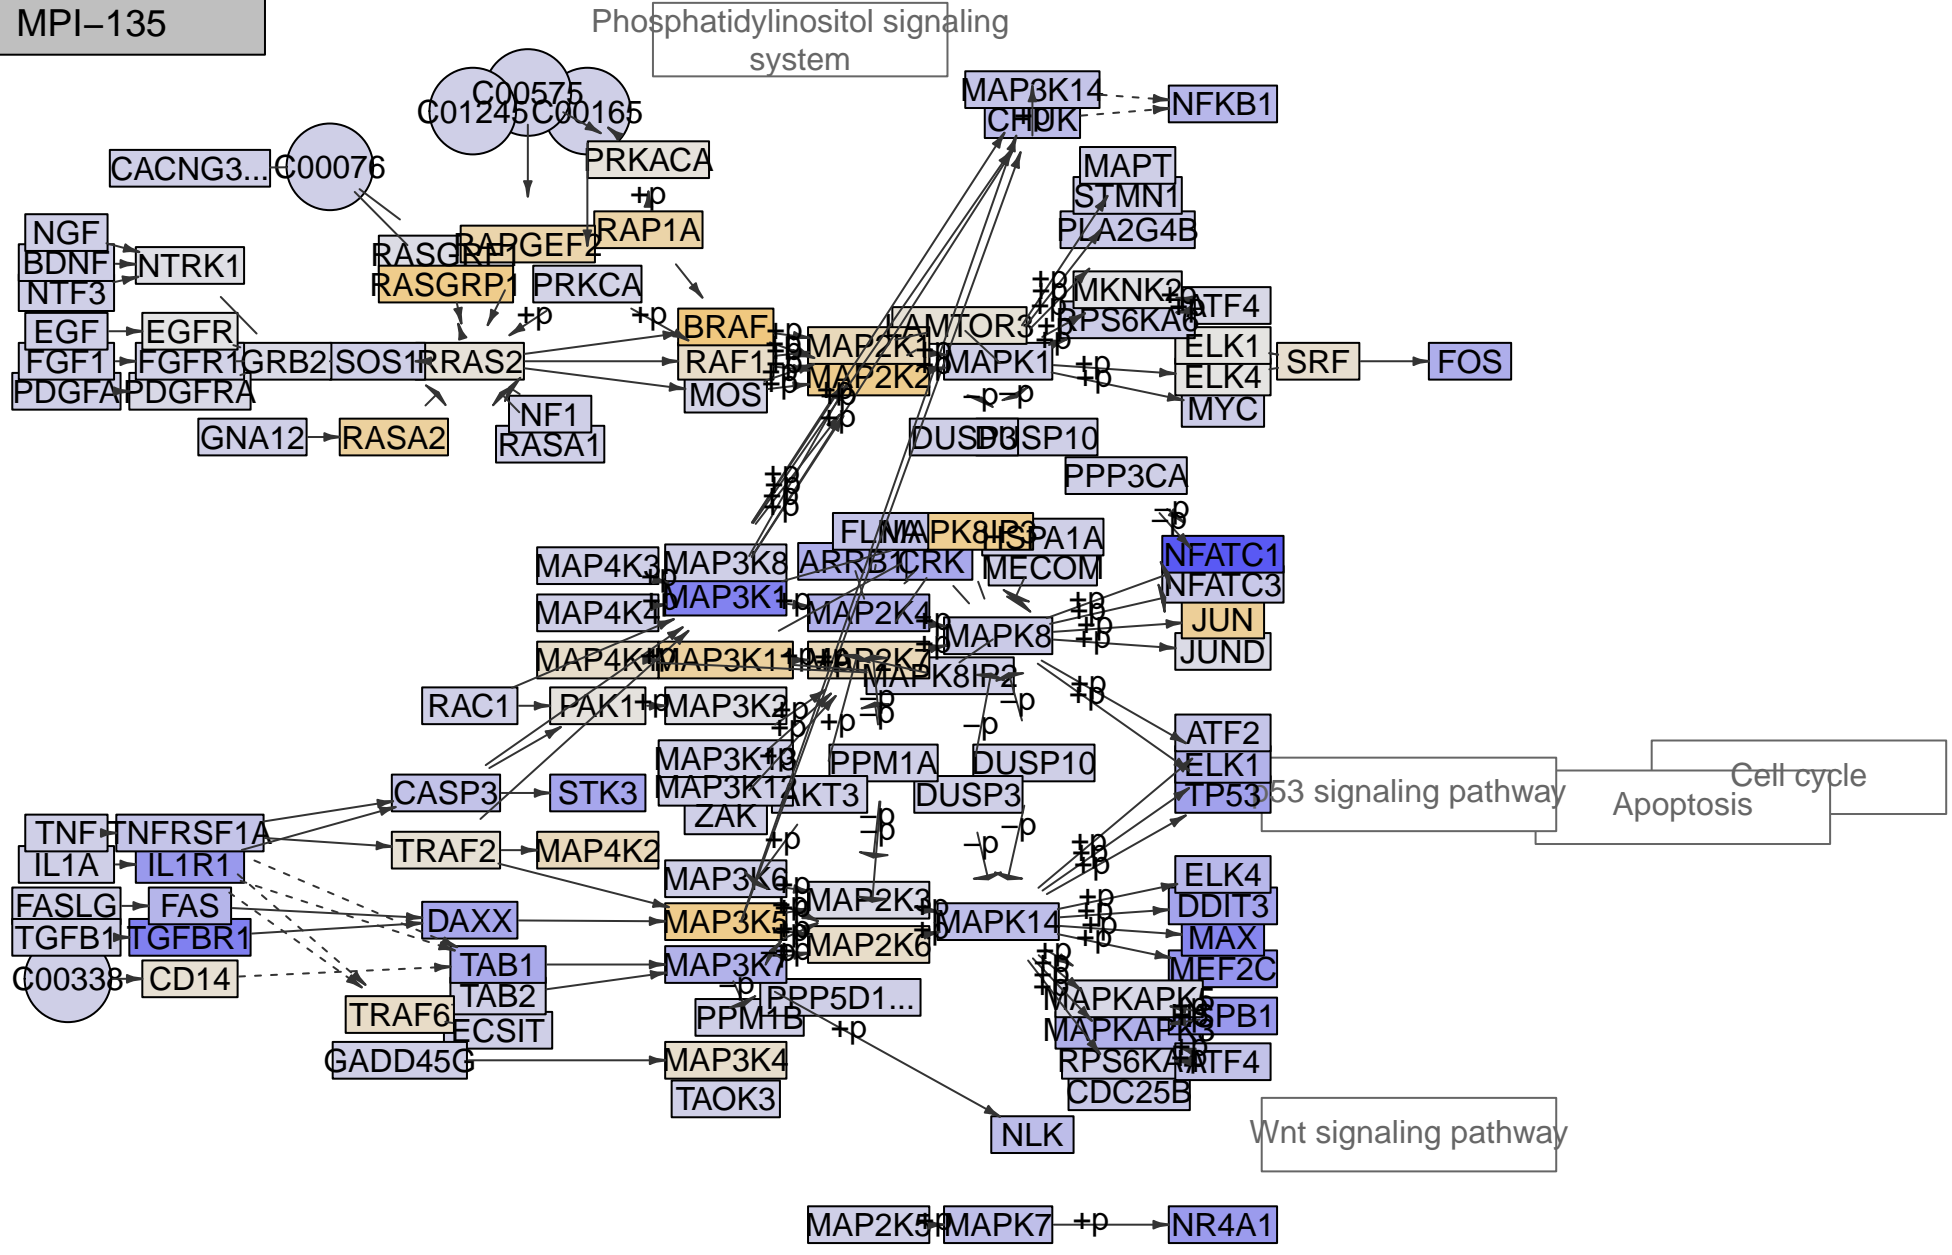 MPI−135
Phosphatidylinositol signaling
system
C00575
C01245
C00165
MAP3K14
NFKB1
CHUK
+p
CACNG3...
C00076
PRKACA
MAPT
STMN1
PLA2G4B
+p
RAP1A
NGF
BDNF
NTF3
NTRK1
RASGRF1
RAPGEF2
RASGRP1
PRKCA
+p
+p
MKNK2
ATF4
RPS6KA6
EGF
EGFR
FGF1
FGFR1
GRB2
SOS1
RRAS2
BRAF
RAF1
MOS
+p
+p
+p
+p
MAP2K1
MAP2K2
LAMTOR3
MAPK1
+p
+p
+p
+p
ELK1
ELK4
SRF
FOS
PDGFA
PDGFRA
+p
+p
MYC
GNA12
RASA2
NF1
RASA1
−p
−p
DUSP3
DUSP10
PPP3CA
+p
+p
+p
+p
−p
−p
FLNA
MAPK8IP3
HSPA1A
ARRB1
CRK
MECOM
NFATC1
NFATC3
MAP4K3
MAP3K8
MAP4K4
MAP3K1
+p
+p
+p
MAP2K4
+p
+p
MAPK8
+p
+p
+p
+p
JUN
JUND
MAP3K11
+p
MAP2K7
MAPK8IP2
RAC1
PAK1
+p
MAP3K2
+p
+p
+p
−p
−p
−p
−p
+p
+p
ATF2
ELK1
TP53
MAP3K13
+p
MAP3K12
ZAK
AKT3
PPM1A
DUSP10
DUSP3
p53 signaling pathway
Cell cycle
Apoptosis
CASP3
STK3
TNF
TNFRSF1A
IL1A
IL1R1
TRAF2
MAP4K2
+p
−p
−p
−p
−p
+p
+p
+p
MAP3K6
MAP3K5
MAP3K7
+p
+p
+p
+p
MAP2K3
MAP2K6
+p
+p
MAPK14
+p
+p
+p
+p
ELK4
DDIT3
MAX
MEF2C
FASLG
FAS
TGFB1
TGFBR1
DAXX
C00338
CD14
TAB1
TAB2
ECSIT
TRAF6
GADD45G
−p
PPP5D1...
PPM1B
+p
MAP3K4
TAOK3
+p
+p
+p
MAPKAPK5
MAPKAPK3
ATF4
CDC25B
NLK
Wnt signaling pathway
MAP2K5
+p
MAPK7
+p
NR4A1